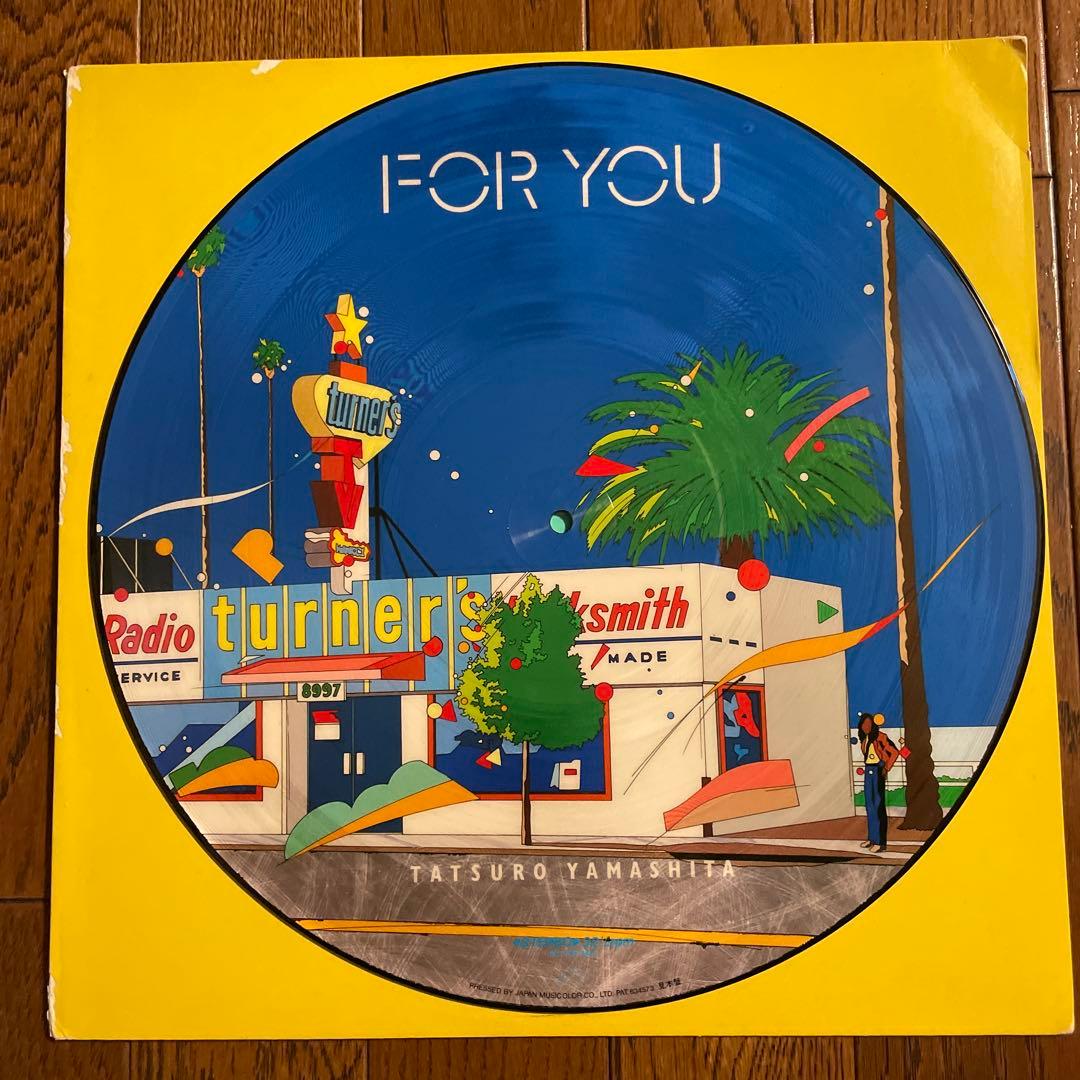 FOR YOU
turners
TV
Radio
SERVICE
turner's
ksmith
MADE
8997
TATSURO YAMASHITA
PRESSED BY JAPAN MUSICOLOR CO., LTD. PAT. 634573 見本盤